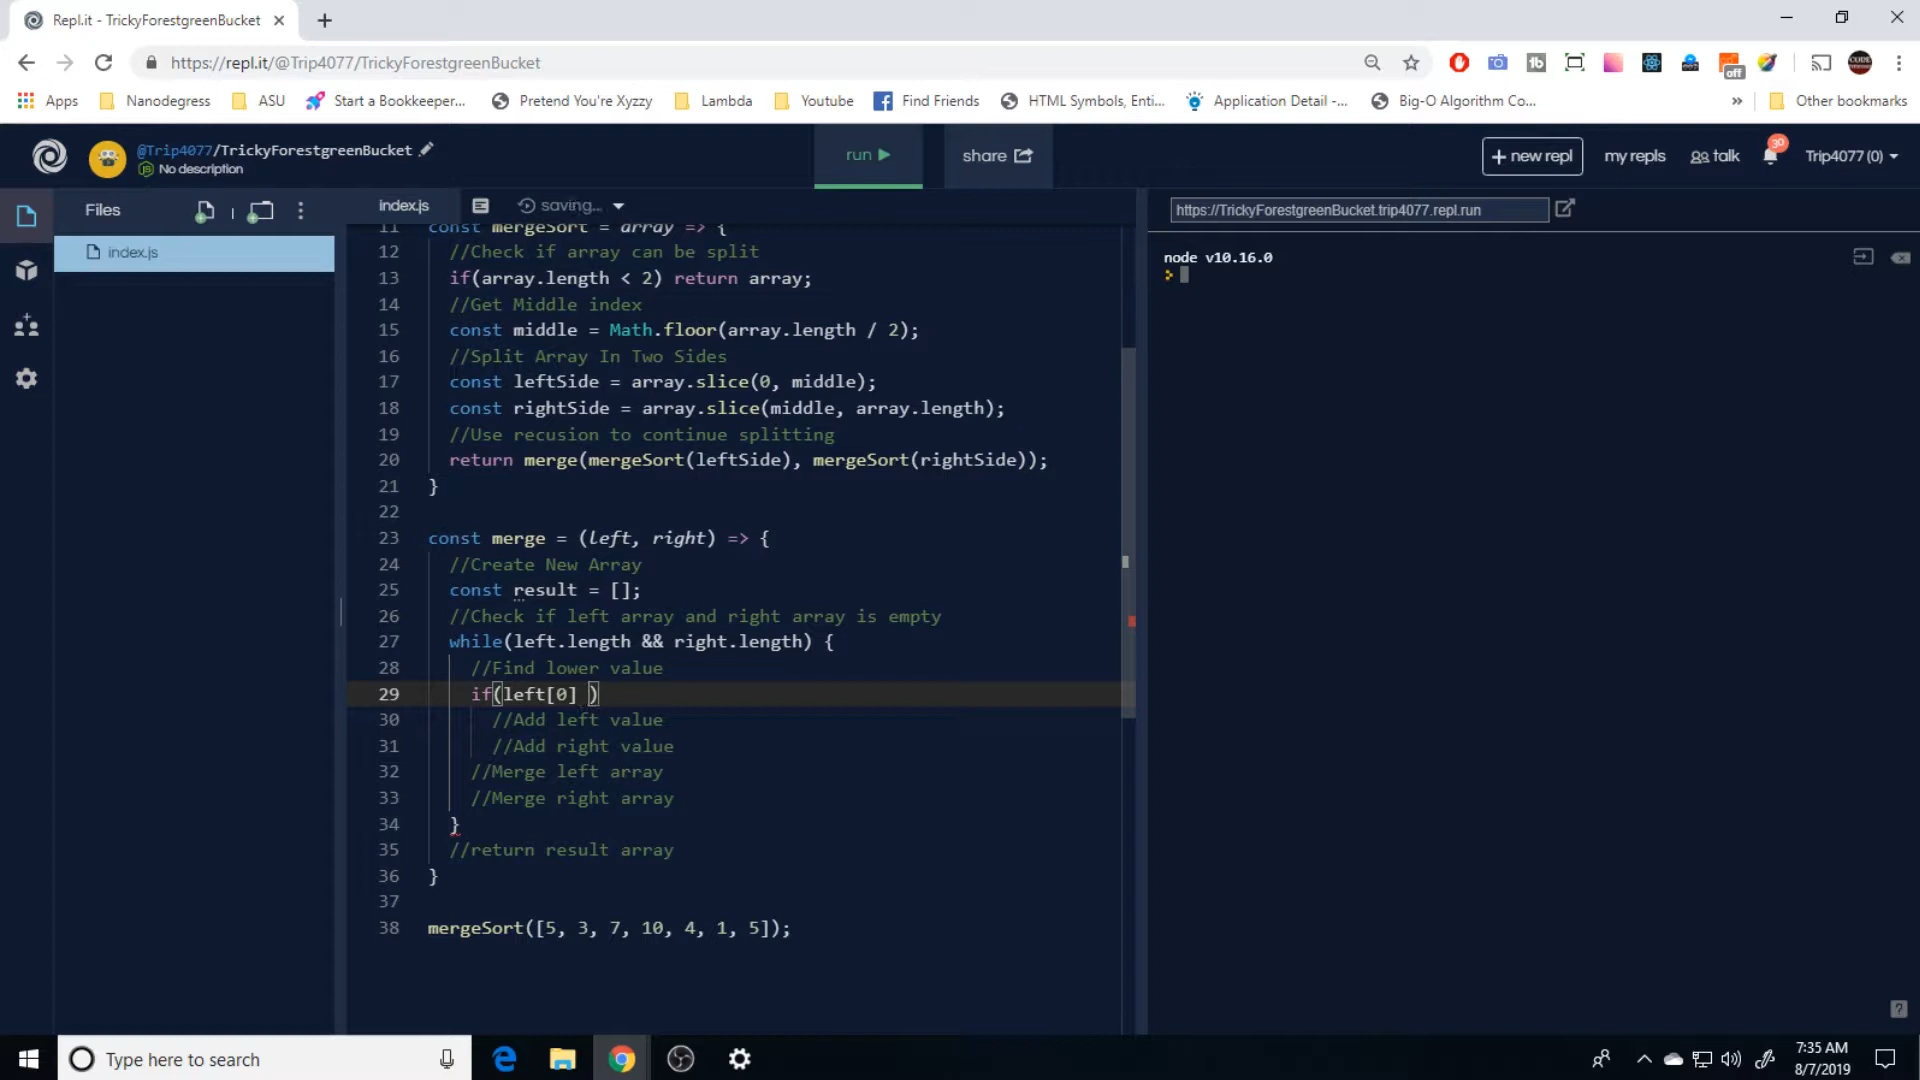 Repl.it - TrickyForestgreenBucket
https://repl.it/@Trip4077/TrickyForestgreenBucket
1b
off
CODE
Apps Nanodegress ASU Start a Bookkeeper... Pretend You're Xyzzy Lambda Youtube Find Friends HTML Symbols, Enti... Application Detail -... Big-O Algorithm Co... » Other bookmarks
@Trip4077/TrickyForestgreenBucket
No description
run
share
+ new repl
my repls
talk
30
Trip4077 (0)
Files
index.js
index.js
saving...
https://TrickyForestgreenBucket.trip4077.repl.run
node v10.16.0
>
11 const mergeSort = array => {
12 //Check if array can be split
13 if(array.length < 2) return array;
14 //Get Middle index
15 const middle = Math.floor(array.length / 2);
16 //Split Array In Two Sides
17 const leftSide = array.slice(0, middle);
18 const rightSide = array.slice(middle, array.length);
19 //Use recusion to continue splitting
20 return merge(mergeSort(leftSide), mergeSort(rightSide));
21 }
22
23 const merge = (left, right) => {
24 //Create New Array
25 const result = [];
26 //Check if left array and right array is empty
27 while(left.length && right.length) {
28 //Find lower value
29 if(left[0] )
30 //Add left value
31 //Add right value
32 //Merge left array
33 //Merge right array
34 }
35 //return result array
36 }
37
38 mergeSort([5, 3, 7, 10, 4, 1, 5]);
?
Type here to search
7:35 AM
8/7/2019